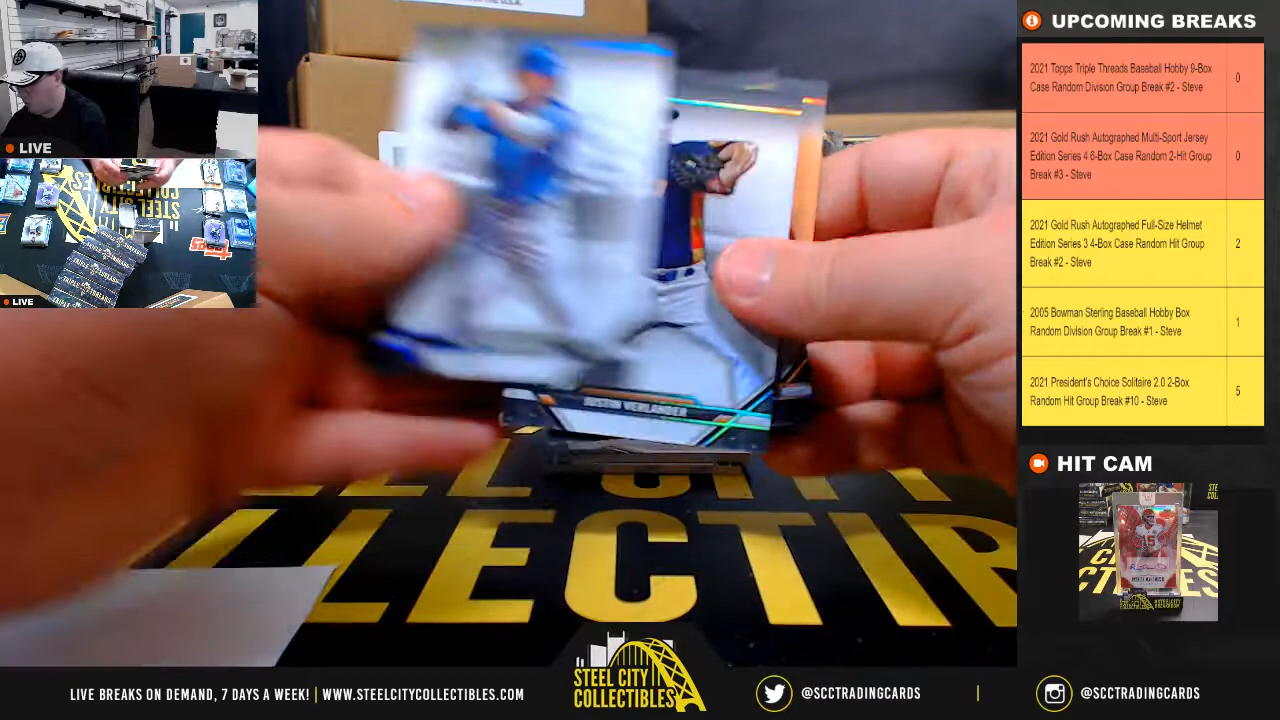 LIVE
LIVE
JUSTIN VERLANDER
LLECTIB
UPCOMING BREAKS
2021 Topps Triple Threads Baseball Hobby 9-Box
Case Random Division Group Break #2 - Steve
0
2021 Gold Rush Autographed Multi-Sport Jersey
Edition Series 4 6-Box Case Random 2-Hit Group
Break #3 - Steve
0
2021 Gold Rush Autographed Full-Size Helmet
Edition Series 3 4-Box Case Random Hit Group
Break #2 - Steve
2
2005 Bowman Sterling Baseball Hobby Box
Random Division Group Break #1 - Steve
1
2021 President's Choice Solitaire 2.0 2-Box
Random Hit Group Break #10 - Steve
5
HIT CAM
LIVE BREAKS ON DEMAND, 7 DAYS A WEEK! | WWW.STEELCITYCOLLECTIBLES.COM
STEEL CITY
COLLECTIBLES
@SCCTRADINGCARDS
@SCCTRADINGCARDS